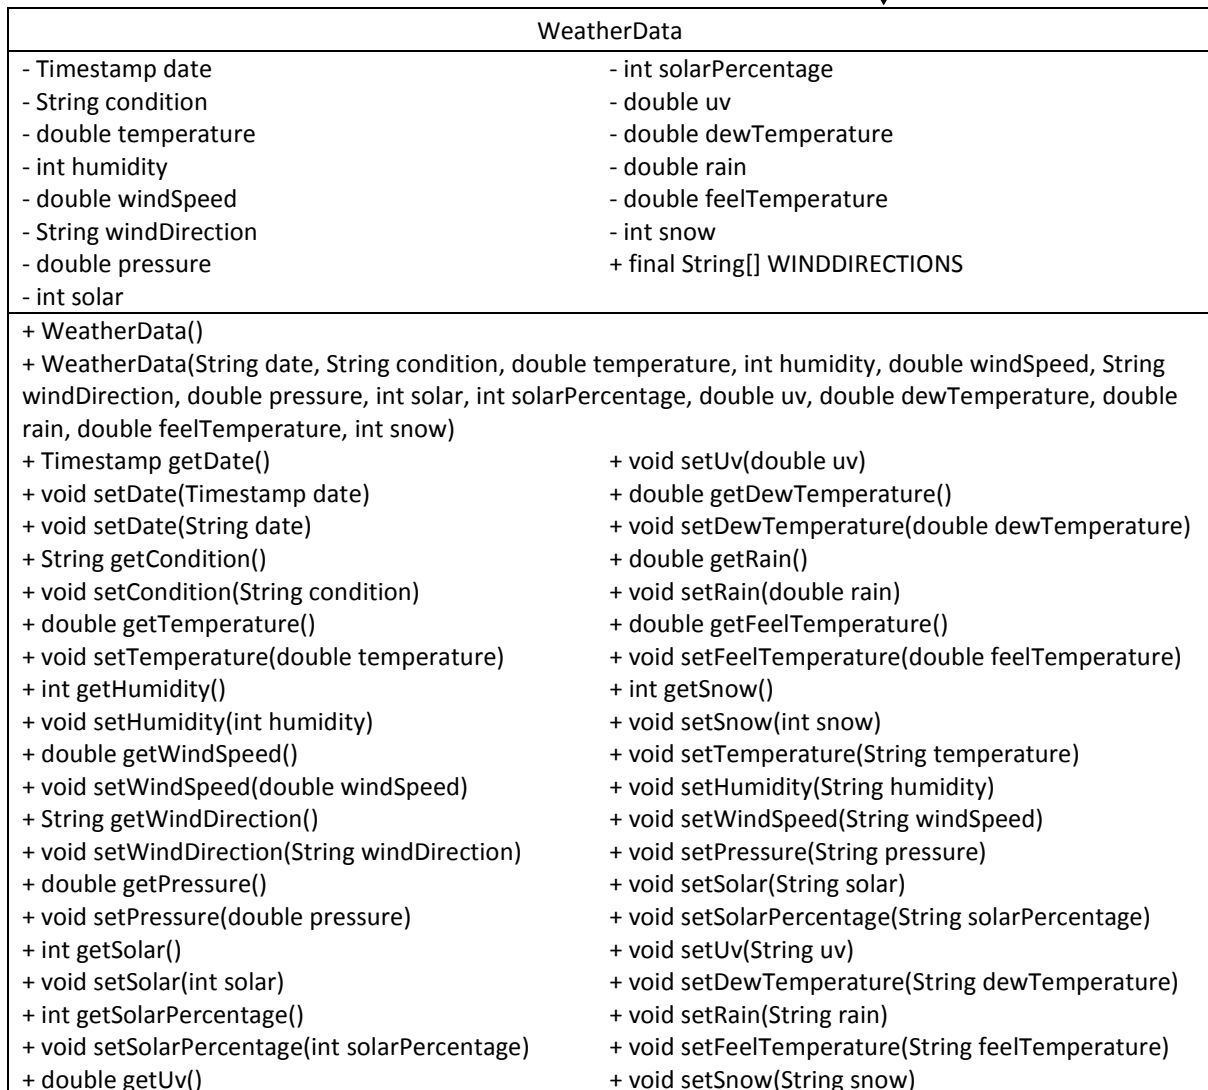 WeatherData
- Timestamp date
- String condition
- double temperature
- int humidity
- double windSpeed
- String windDirection
- double pressure
- int solar
- int solarPercentage
- double uv
- double dewTemperature
- double rain
- double feelTemperature
- int snow
+ final String[] WINDDIRECTIONS
+ WeatherData()
+ WeatherData(String date, String condition, double temperature, int humidity, double windSpeed, String
windDirection, double pressure, int solar, int solarPercentage, double uv, double dewTemperature, double
rain, double feelTemperature, int snow)
+ Timestamp getDate()
+ void setDate(Timestamp date)
+ void setDate(String date)
+ String getCondition()
+ void setCondition(String condition)
+ double getTemperature()
+ void setTemperature(double temperature)
+ int getHumidity()
+ void setHumidity(int humidity)
+ double getWindSpeed()
+ void setWindSpeed(double windSpeed)
+ String getWindDirection()
+ void setWindDirection(String windDirection)
+ double getPressure()
+ void setPressure(double pressure)
+ int getSolar()
+ void setSolar(int solar)
+ int getSolarPercentage()
+ void setSolarPercentage(int solarPercentage)
+ double getUv()
+ void setUv(double uv)
+ double getDewTemperature()
+ void setDewTemperature(double dewTemperature)
+ double getRain()
+ void setRain(double rain)
+ double getFeelTemperature()
+ void setFeelTemperature(double feelTemperature)
+ int getSnow()
+ void setSnow(int snow)
+ void setTemperature(String temperature)
+ void setHumidity(String humidity)
+ void setWindSpeed(String windSpeed)
+ void setPressure(String pressure)
+ void setSolar(String solar)
+ void setSolarPercentage(String solarPercentage)
+ void setUv(String uv)
+ void setDewTemperature(String dewTemperature)
+ void setRain(String rain)
+ void setFeelTemperature(String feelTemperature)
+ void setSnow(String snow)